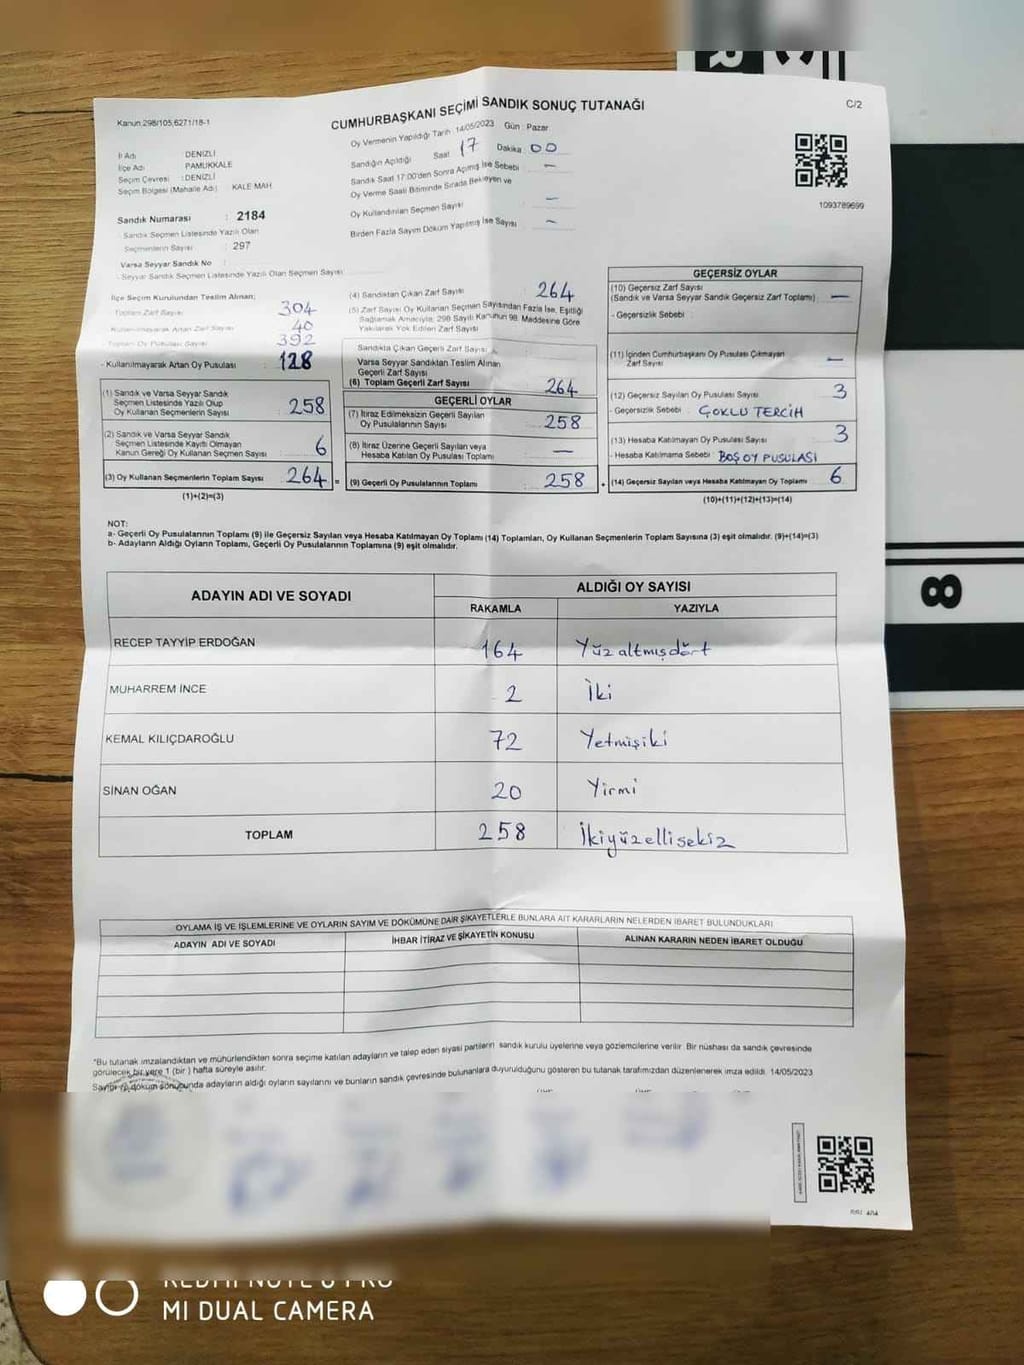 CUMHURBAŞKANI SEÇİMİ SANDIK SONUÇ TUTANAĞI
C/2
Kanun:298/105,6271/18-1
Oy Vermenin Yapıldığı Tarih 14/05/2023 Gün : Pazar
Sandığın Açıldığı Saat 17 Dakika 00
Sandık Saat 17:00'den Sonra Açılmış İse Sebebi —
Oy Verme Saati Bitiminde Sırada Bekleyen ve
Oy Kullandırılan Seçmen Sayısı —
Birden Fazla Sayım Döküm Yapılmış İse Sayısı —
İl Adı DENİZLİ
İlçe Adı PAMUKKALE
Seçim Çevresi : DENİZLİ
Seçim Bölgesi (Mahalle Adı) KALE MAH
1093789699
Sandık Numarası : 2184
- Sandık Seçmen Listesinde Yazılı Olan
Seçmenlerin Sayısı : 297
Varsa Seyyar Sandık No :
- Seyyar Sandık Seçmen Listesinde Yazılı Olan Seçmen Sayısı:
İlçe Seçim Kurulundan Teslim Alınan;
Toplam Zarf Sayısı 304
- Kullanılmayarak Artan Zarf Sayısı 40
Toplam Oy Pusulası Sayısı 392
- Kullanılmayarak Artan Oy Pusulası 128
(1) Sandık ve Varsa Seyyar Sandık
Seçmen Listesinde Yazılı Olup
Oy Kullanan Seçmenlerin Sayısı : 258
(2) Sandık ve Varsa Seyyar Sandık
Seçmen Listesinde Kayıtlı Olmayan
Kanun Gereği Oy Kullanan Seçmen Sayısı : 6
(3) Oy Kullanan Seçmenlerin Toplam Sayısı : 264 =
(1)+(2)=(3)
(4) Sandıktan Çıkan Zarf Sayısı 264
(5) Zarf Sayısı Oy Kullanan Seçmen Sayısından Fazla İse, Eşitliği
Sağlamak Amacıyla, 298 Sayılı Kanunun 98. Maddesine Göre
Yakılarak Yok Edilen Zarf Sayısı
Sandıkta Çıkan Geçerli Zarf Sayısı
Varsa Seyyar Sandıktan Teslim Alınan
Geçerli Zarf Sayısı
(6) Toplam Geçerli Zarf Sayısı 264
GEÇERLİ OYLAR
(7) İtiraz Edilmeksizin Geçerli Sayılan
Oy Pusulalarının Sayısı : 258
(8) İtiraz Üzerine Geçerli Sayılan veya
Hesaba Katılan Oy Pusulası Toplamı : —
(9) Geçerli Oy Pusulalarının Toplamı : 258 +
GEÇERSİZ OYLAR
(10) Geçersiz Zarf Sayısı
(Sandık ve Varsa Seyyar Sandık Geçersiz Zarf Toplamı) : —
- Geçersizlik Sebebi :
(11) İçinden Cumhurbaşkanı Oy Pusulası Çıkmayan
Zarf Sayısı : —
(12) Geçersiz Sayılan Oy Pusulası Sayısı : 3
- Geçersizlik Sebebi : ÇOKLU TERCİH
(13) Hesaba Katılmayan Oy Pusulası Sayısı : 3
- Hesaba Katılmama Sebebi : BOŞ OY PUSULASI
(14) Geçersiz Sayılan veya Hesaba Katılmayan Oy Toplamı : 6
(10)+(11)+(12)+(13)=(14)
NOT:
a- Geçerli Oy Pusulalarının Toplamı (9) ile Geçersiz Sayılan veya Hesaba Katılmayan Oy Toplamı (14) Toplamları, Oy Kullanan Seçmenlerin Toplam Sayısına (3) eşit olmalıdır. (9)+(14)=(3)
b- Adayların Aldığı Oyların Toplamı, Geçerli Oy Pusulalarının Toplamına (9) eşit olmalıdır.
ADAYIN ADI VE SOYADI
ALDIĞI OY SAYISI
RAKAMLA YAZIYLA
RECEP TAYYİP ERDOĞAN 164 Yüz altmışdört
MUHARREM İNCE 2 İki
KEMAL KILIÇDAROĞLU 72 Yetmişiki
SİNAN OĞAN 20 Yirmi
TOPLAM 258 İkiyüzellisekiz
OYLAMA İŞ VE İŞLEMLERİNE VE OYLARIN SAYIM VE DÖKÜMÜNE DAİR ŞİKAYETLERLE BUNLARA AİT KARARLARIN NELERDEN İBARET BULUNDUKLARI
ADAYIN ADI VE SOYADI İHBAR İTİRAZ VE ŞİKAYETİN KONUSU ALINAN KARARIN NEDEN İBARET OLDUĞU
*Bu tutanak imzalandıktan ve mühürlendikten sonra seçime katılan adayların ve talep eden siyasi partilerin sandık kurulu üyelerine veya gözlemcilerine verilir. Bir nüshası da sandık çevresinde
görülecek bir yere 1 (bir ) hafta süreyle asılır.
Sayım ve döküm sonucunda adayların aldığı oyların sayılarını ve bunların sandık çevresinde bulunanlara duyurulduğunu gösteren bu tutanak tarafımızdan düzenlenerek imza edildi. 14/05/2023
8
REDMI NOTE 8 PRO
MI DUAL CAMERA